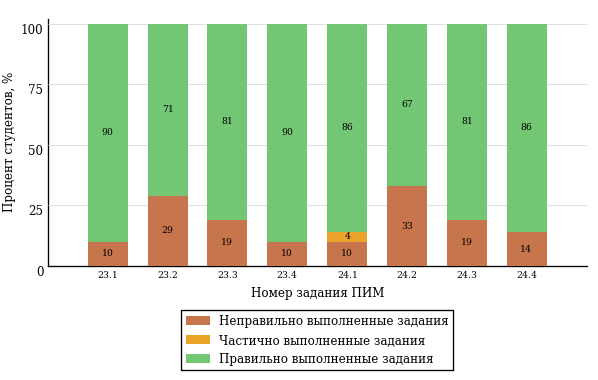 Процент студентов, %
100
75
50
25
0
90 71 81 90 86 67 81 86
4
10 29 19 10 10 33 19 14
23.1 23.2 23.3 23.4 24.1 24.2 24.3 24.4
Номер задания ПИМ
Неправильно выполненные задания
Частично выполненные задания
Правильно выполненные задания